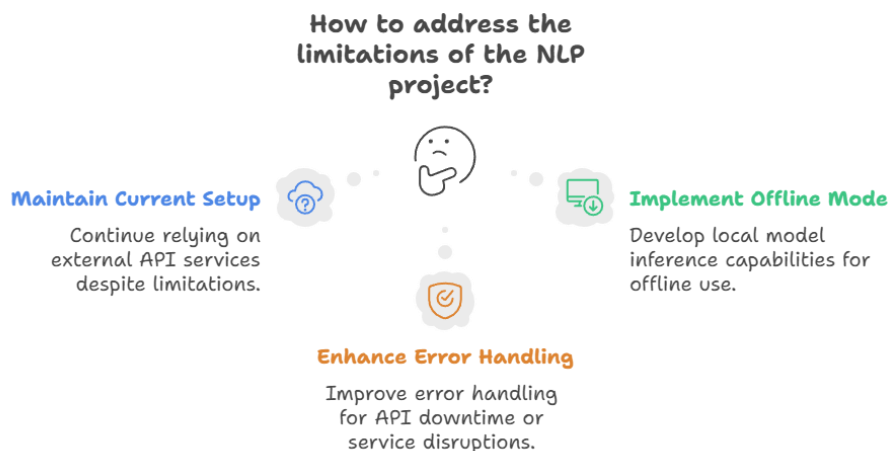 How to address the
limitations of the NLP
project?
Maintain Current Setup
Continue relying on
external API services
despite limitations.
Implement Offline Mode
Develop local model
inference capabilities for
offline use.
Enhance Error Handling
Improve error handling
for API downtime or
service disruptions.